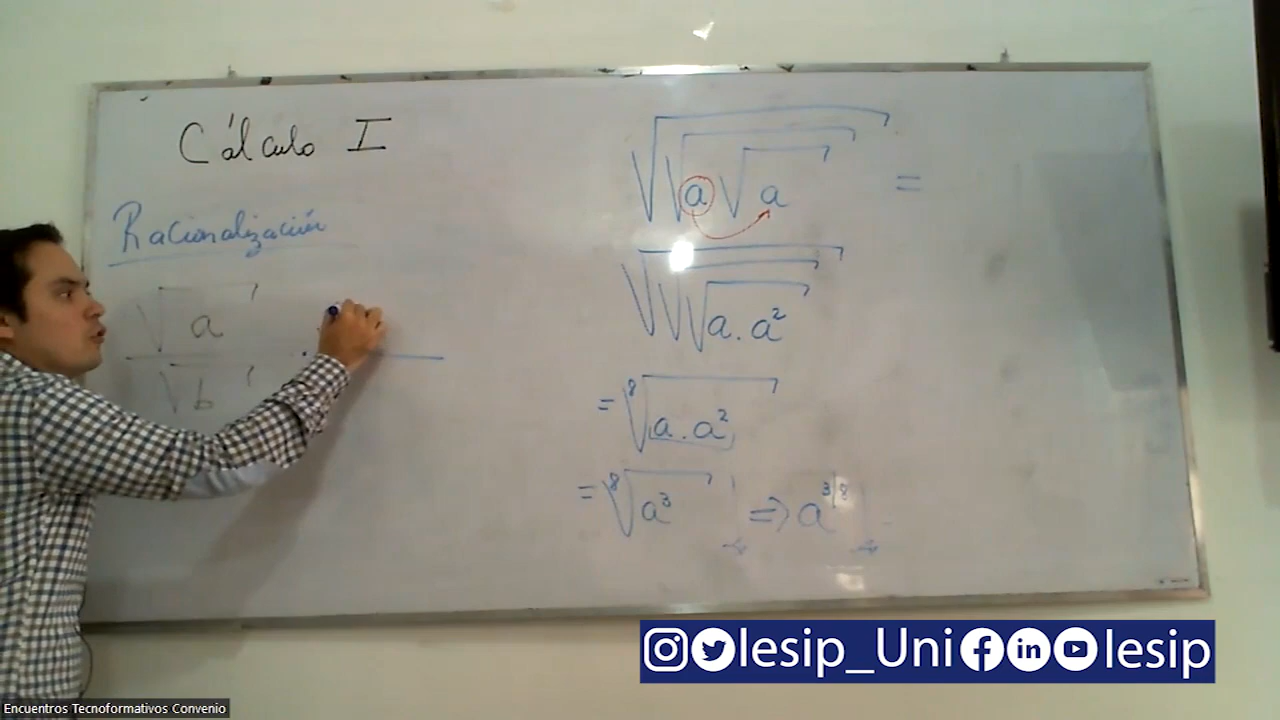 Cálculo I
Racionalización
√a
√b
√√a√a =
√√√a.a²
= ⁸√a.a²
= ⁸√a³ => a^3/8
lesip_Uni lesip
Encuentros Tecnoformativos Convenio